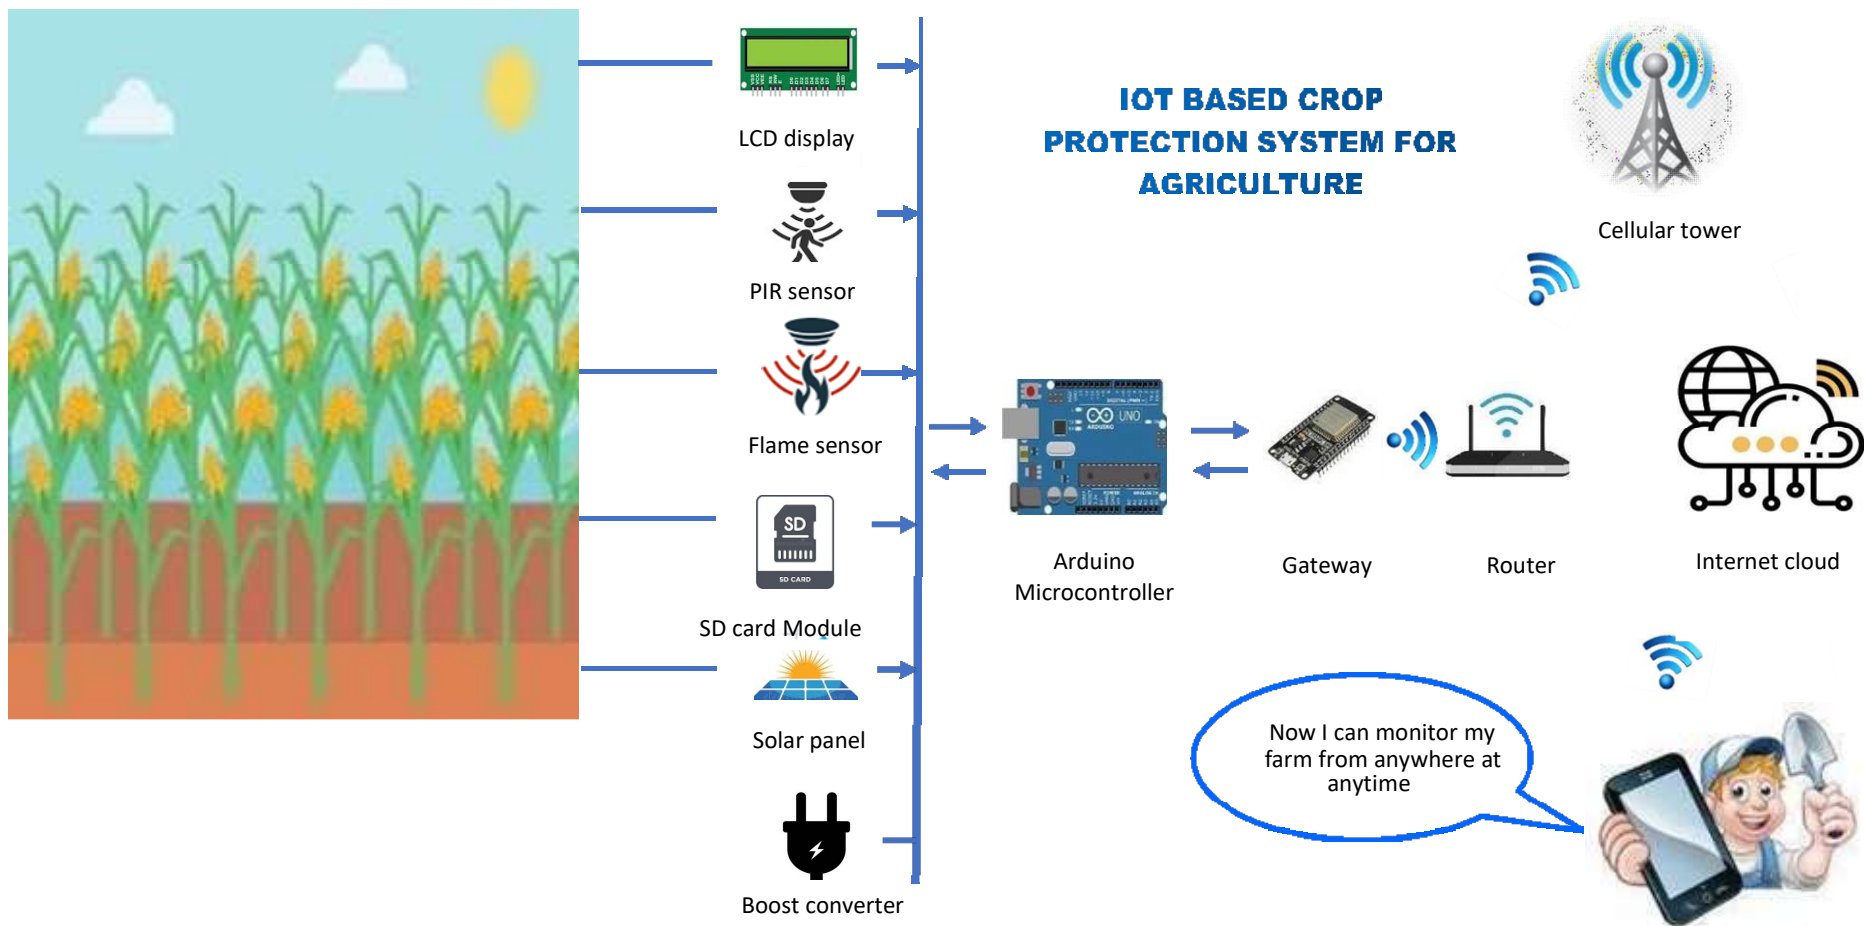 LCD display
PIR sensor
Flame sensor
SD
SD CARD
SD card Module
Solar panel
Boost converter
IOT BASED CROP
PROTECTION SYSTEM FOR
AGRICULTURE
Cellular tower
UNO
ARDUINO
Arduino
Microcontroller
Gateway
Router
Internet cloud
Now I can monitor my
farm from anywhere at
anytime